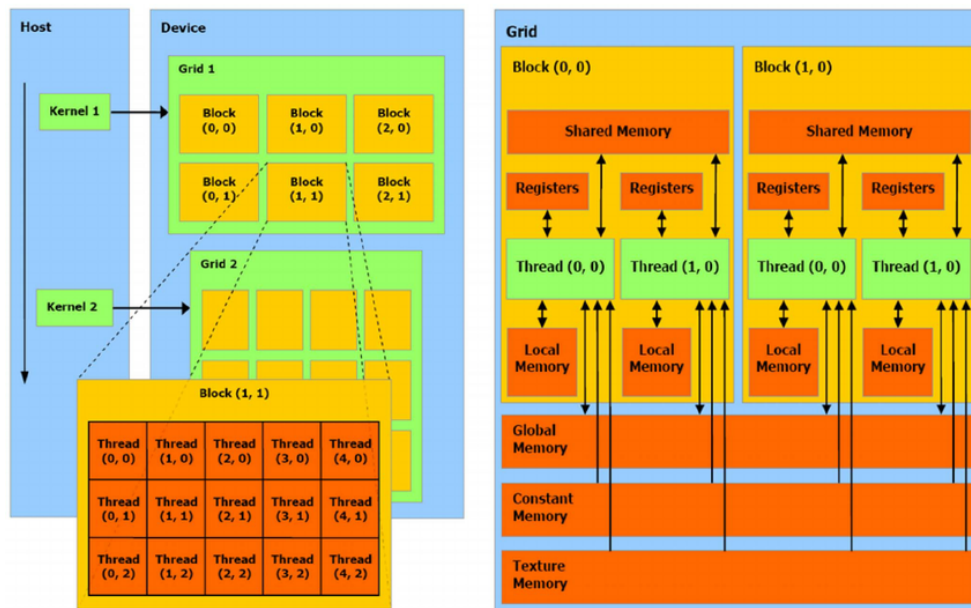 Host
Device
Grid 1
Kernel 1
Block
(0, 0)
Block
(1, 0)
Block
(2, 0)
Block
(0, 1)
Block
(1, 1)
Block
(2, 1)
Grid 2
Kernel 2
Block (1, 1)
Thread
(0, 0)
Thread
(1, 0)
Thread
(2, 0)
Thread
(3, 0)
Thread
(4, 0)
Thread
(0, 1)
Thread
(1, 1)
Thread
(2, 1)
Thread
(3, 1)
Thread
(4, 1)
Thread
(0, 2)
Thread
(1, 2)
Thread
(2, 2)
Thread
(3, 2)
Thread
(4, 2)
Grid
Block (0, 0)
Shared Memory
Registers
Registers
Thread (0, 0)
Thread (1, 0)
Local
Memory
Local
Memory
Block (1, 0)
Shared Memory
Registers
Registers
Thread (0, 0)
Thread (1, 0)
Local
Memory
Local
Memory
Global
Memory
Constant
Memory
Texture
Memory